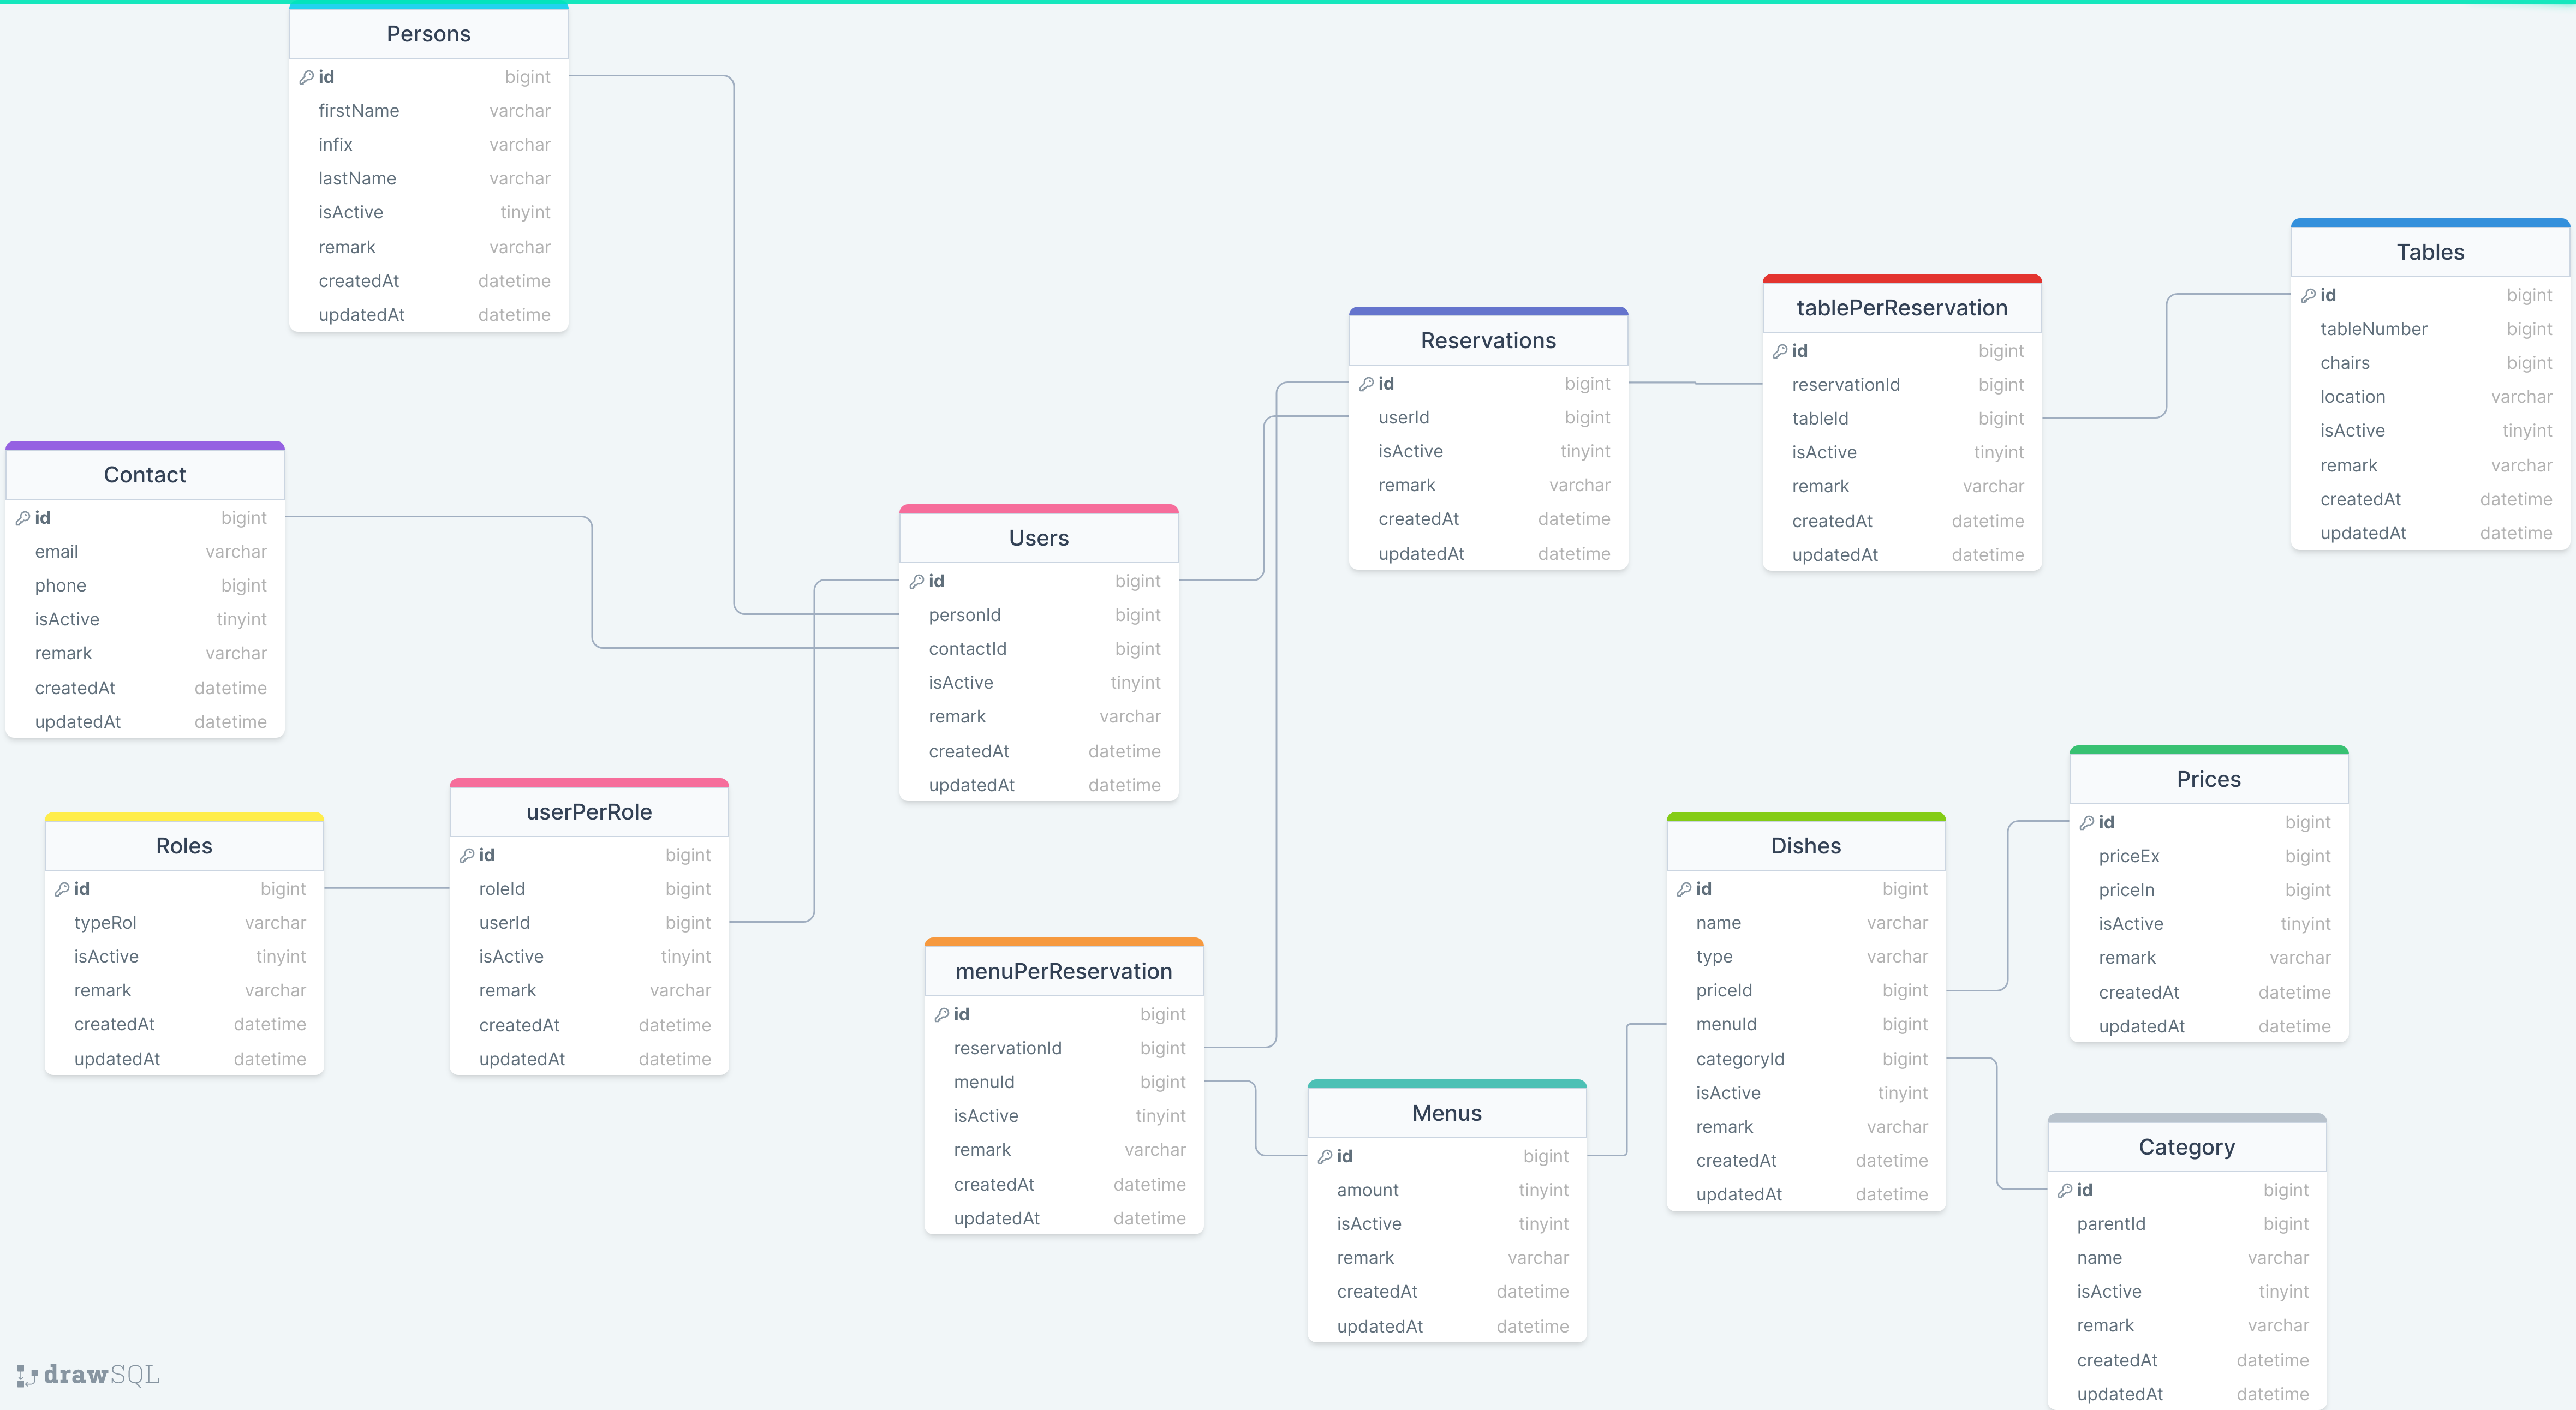 Persons
id bigint
firstName varchar
infix varchar
lastName varchar
isActive tinyint
remark varchar
createdAt datetime
updatedAt datetime
Contact
id bigint
email varchar
phone bigint
isActive tinyint
remark varchar
createdAt datetime
updatedAt datetime
Roles
id bigint
typeRol varchar
isActive tinyint
remark varchar
createdAt datetime
updatedAt datetime
userPerRole
id bigint
roleId bigint
userId bigint
isActive tinyint
remark varchar
createdAt datetime
updatedAt datetime
Users
id bigint
personId bigint
contactId bigint
isActive tinyint
remark varchar
createdAt datetime
updatedAt datetime
menuPerReservation
id bigint
reservationId bigint
menuId bigint
isActive tinyint
remark varchar
createdAt datetime
updatedAt datetime
Reservations
id bigint
userId bigint
isActive tinyint
remark varchar
createdAt datetime
updatedAt datetime
tablePerReservation
id bigint
reservationId bigint
tableId bigint
isActive tinyint
remark varchar
createdAt datetime
updatedAt datetime
Tables
id bigint
tableNumber bigint
chairs bigint
location varchar
isActive tinyint
remark varchar
createdAt datetime
updatedAt datetime
Menus
id bigint
amount tinyint
isActive tinyint
remark varchar
createdAt datetime
updatedAt datetime
Dishes
id bigint
name varchar
type varchar
priceId bigint
menuId bigint
categoryId bigint
isActive tinyint
remark varchar
createdAt datetime
updatedAt datetime
Prices
id bigint
priceEx bigint
priceIn bigint
isActive tinyint
remark varchar
createdAt datetime
updatedAt datetime
Category
id bigint
parentId bigint
name varchar
isActive tinyint
remark varchar
createdAt datetime
updatedAt datetime
drawSQL